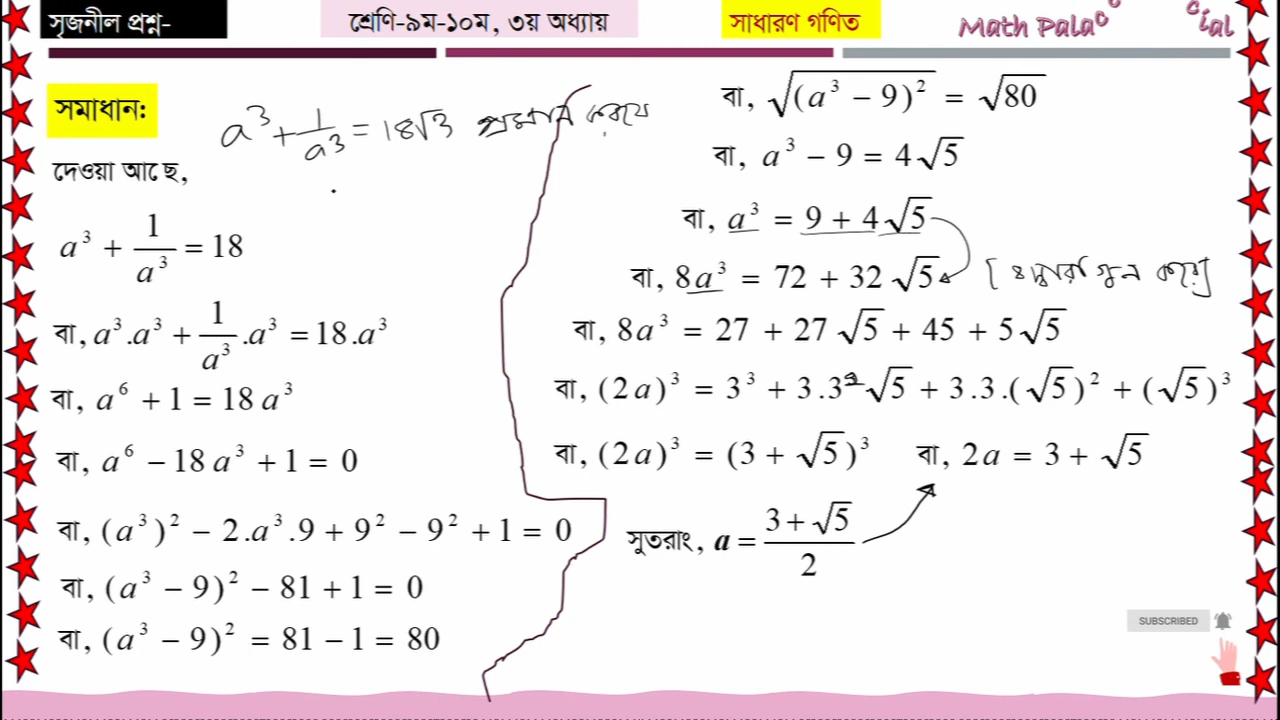 সৃজনীল প্রশ্ন-
শ্রেণি-৯ম-১০ম, ৩য় অধ্যায়
সাধারণ গণিত
Math Palac ial
সমাধান:
a³ + 1/a³ = 18√3 প্রমাণ
দেওয়া আছে,
a³ + 1/a³ = 18
বা, a³.a³ + 1/a³ .a³ = 18.a³
বা, a⁶ + 1 = 18a³
বা, a⁶ − 18a³ + 1 = 0
বা, (a³)² − 2.a³.9 + 9² − 9² + 1 = 0
বা, (a³ − 9)² − 81 + 1 = 0
বা, (a³ − 9)² = 81 − 1 = 80
বা, √(a³ − 9)² = √80
বা, a³ − 9 = 4√5
বা, a³ = 9 + 4√5
বা, 8a³ = 72 + 32√5 [ গুন করে]
বা, 8a³ = 27 + 27√5 + 45 + 5√5
বা, (2a)³ = 3³ + 3.3²√5 + 3.3.(√5)² + (√5)³
বা, (2a)³ = (3 + √5)³ বা, 2a = 3 + √5
সুতরাং, a = (3 + √5)/2
SUBSCRIBED